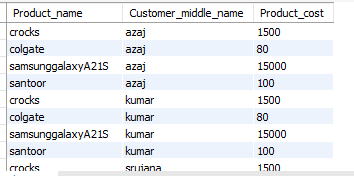 Product_name Customer_middle_name Product_cost
crocks azaj 1500
colgate azaj 80
samsunggalaxyA21S azaj 15000
santoor azaj 100
crocks kumar 1500
colgate kumar 80
samsunggalaxyA21S kumar 15000
santoor kumar 100
crocks srujana 1500